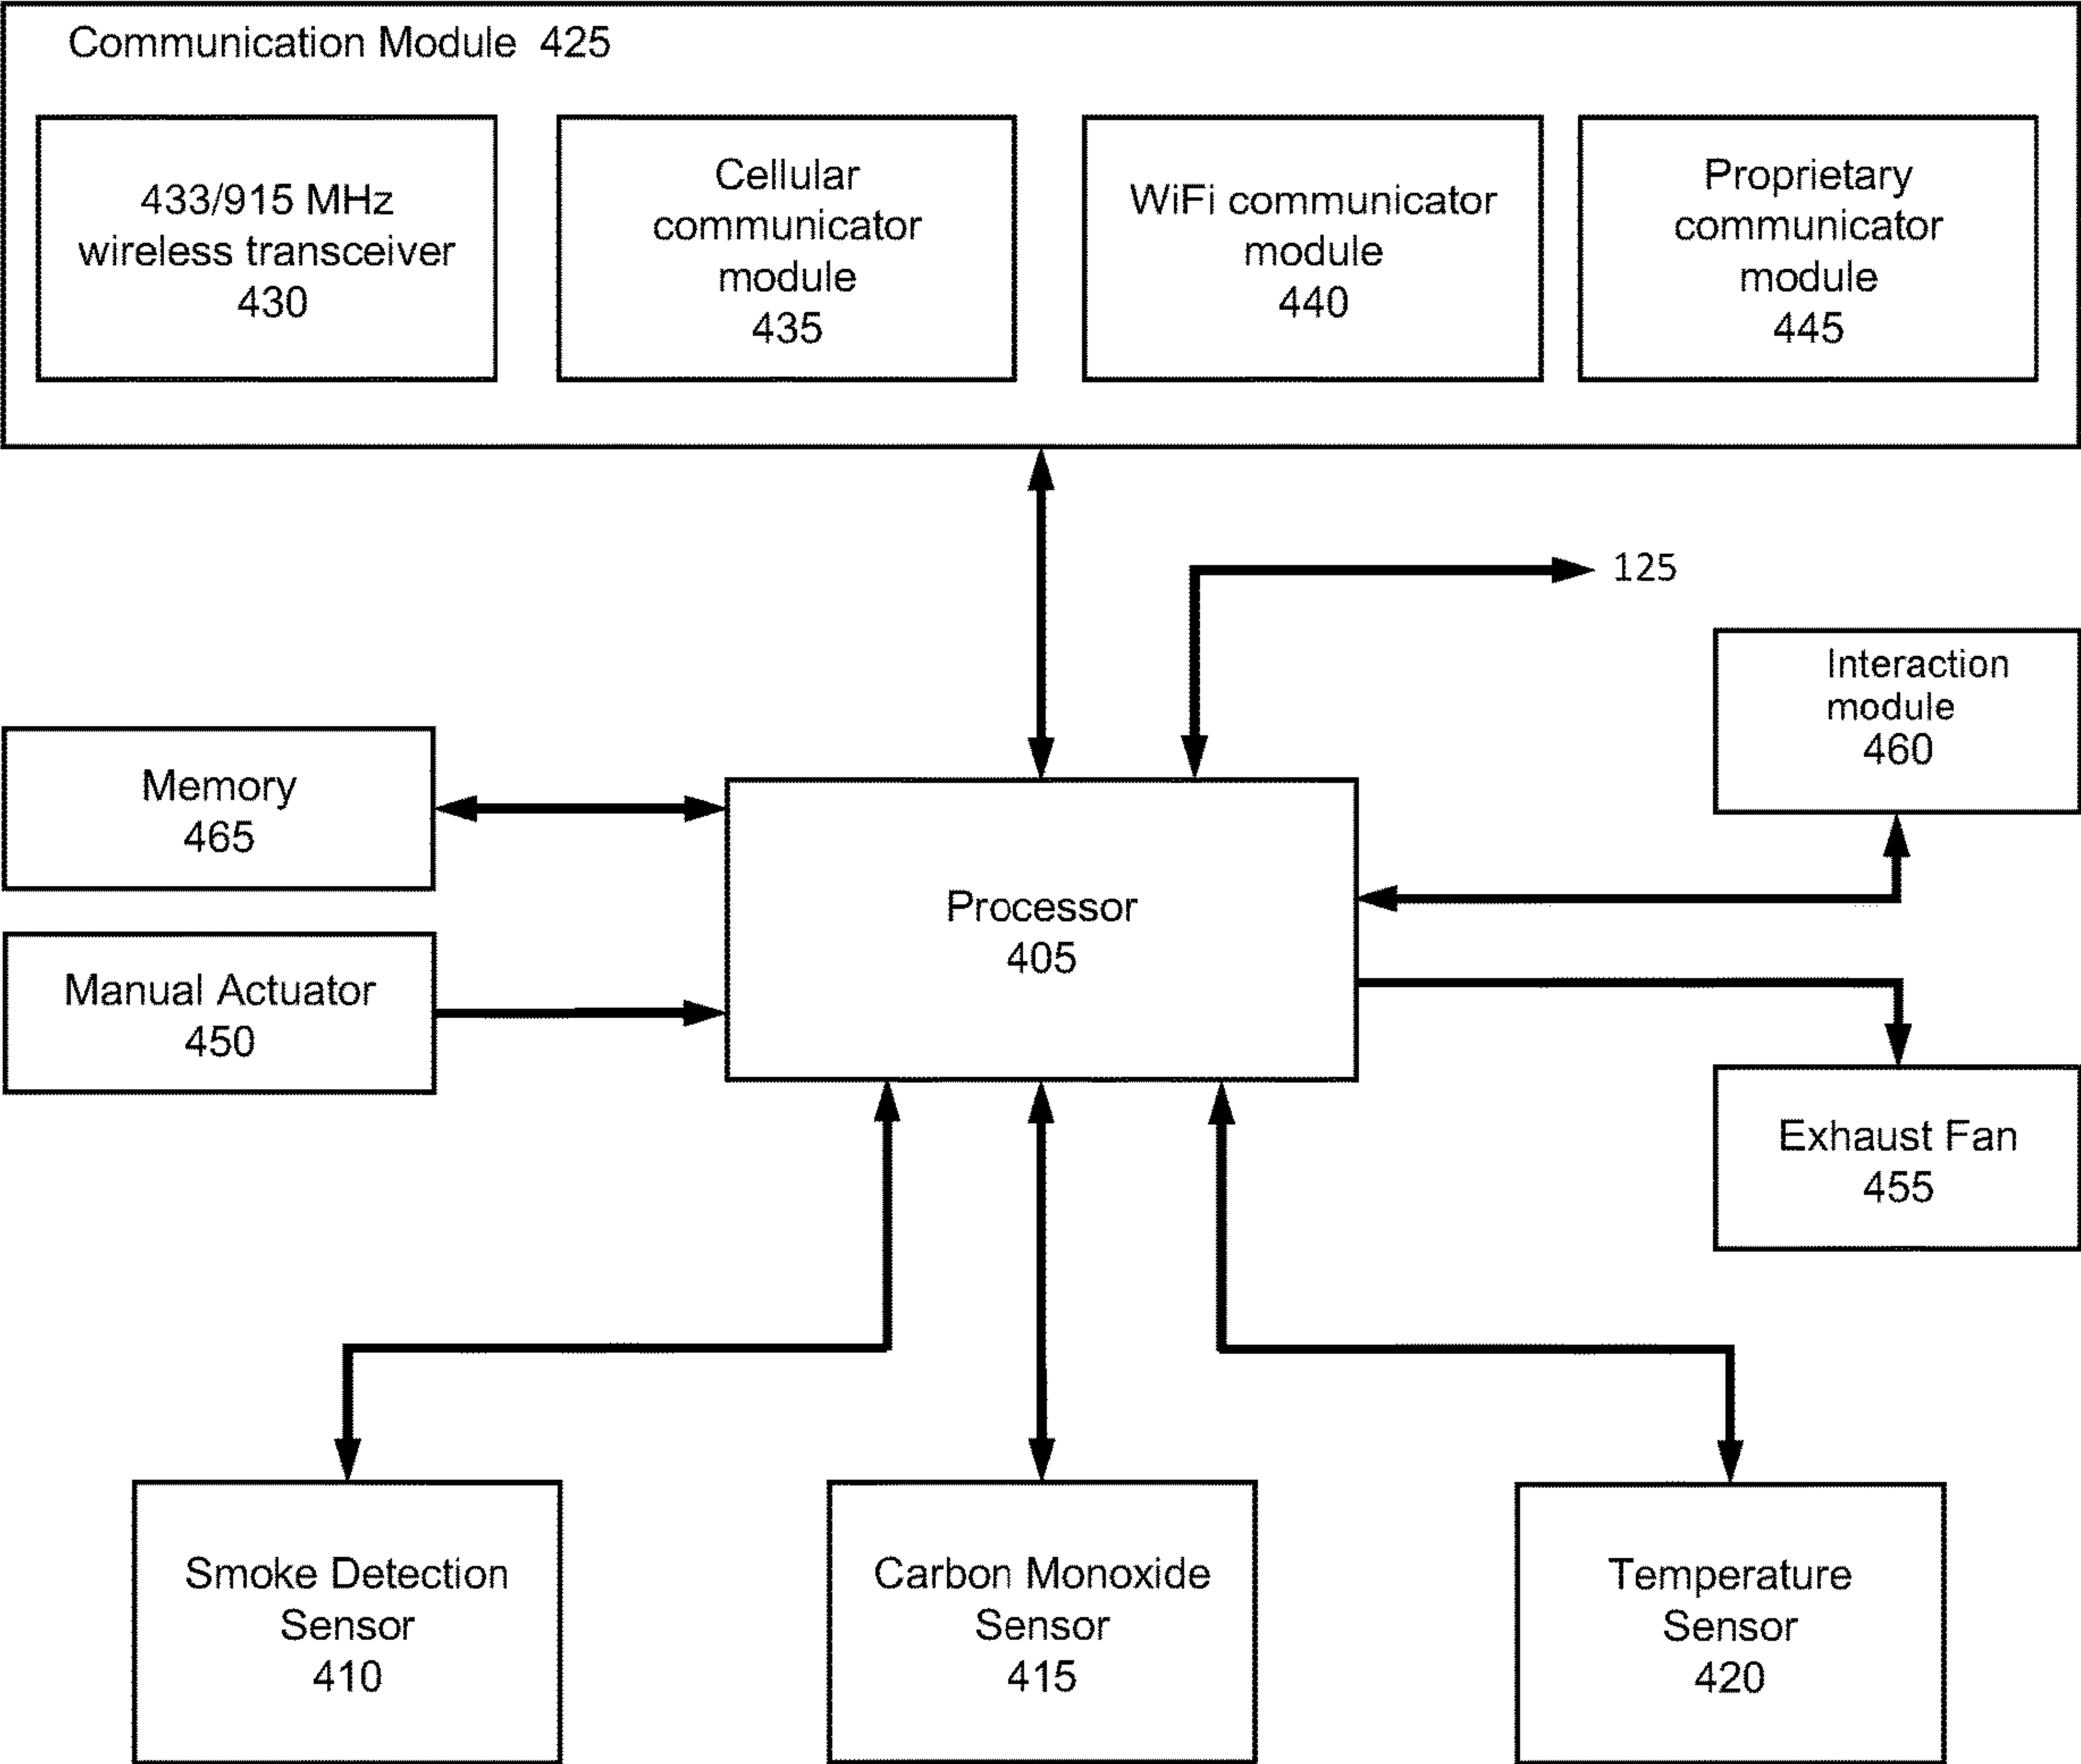 Communication Module 425
433/915 MHz
wireless transceiver
430
Cellular
communicator
module
435
WiFi communicator
module
440
Proprietary
communicator
module
445
125
Interaction
module
460
Memory
465
Processor
405
Manual Actuator
450
Exhaust Fan
455
Smoke Detection
Sensor
410
Carbon Monoxide
Sensor
415
Temperature
Sensor
420